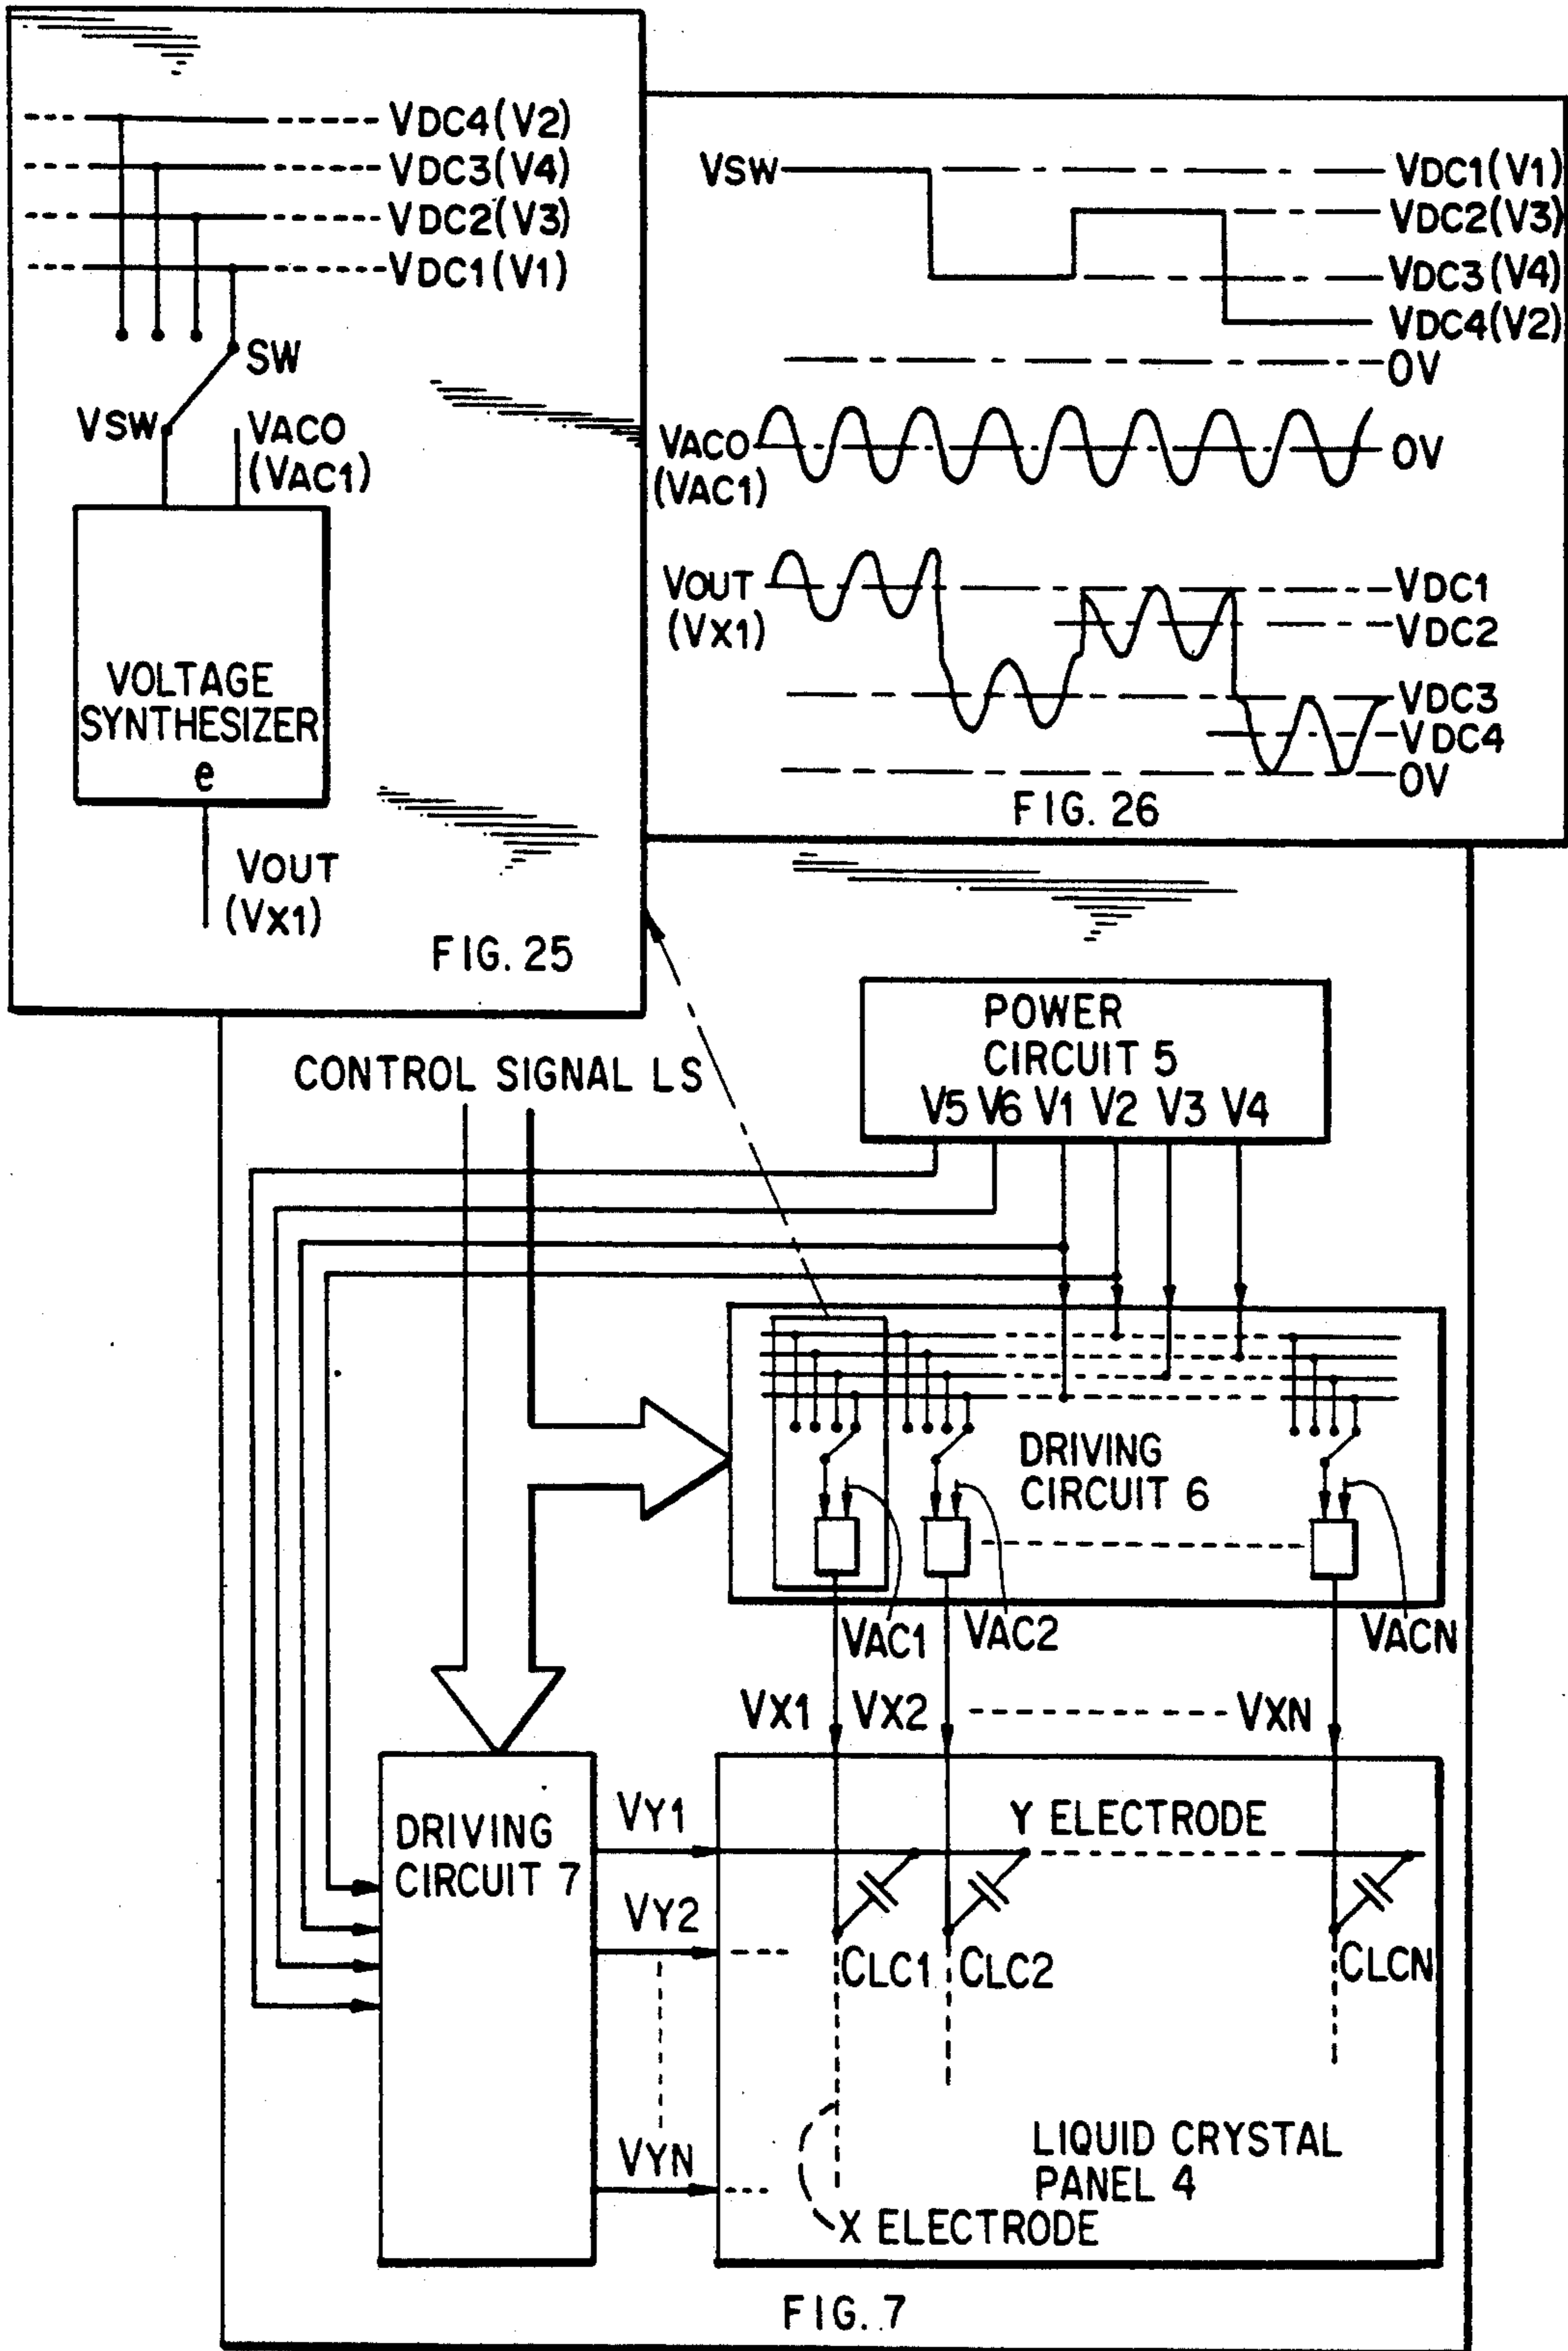 VDC4(V2)
VDC3(V4)
VDC2(V3)
VDC1(V1)
SW
VSW
VACO
(VAC1)
VOLTAGE
SYNTHESIZER
e
VOUT
(VX1)
FIG. 25
VSW
VDC1(V1)
VDC2(V3)
VDC3(V4)
VDC4(V2)
0V
VACO
(VAC1)
0V
VOUT
(VX1)
VDC1
VDC2
VDC3
VDC4
0V
FIG. 26
CONTROL SIGNAL LS
POWER
CIRCUIT 5
V5 V6 V1 V2 V3 V4
DRIVING
CIRCUIT 6
VAC1 VAC2 VACN
VX1 VX2 VXN
DRIVING
CIRCUIT 7
VY1
VY2
VYN
Y ELECTRODE
CLC1 CLC2 CLCN
LIQUID CRYSTAL
PANEL 4
X ELECTRODE
FIG. 7